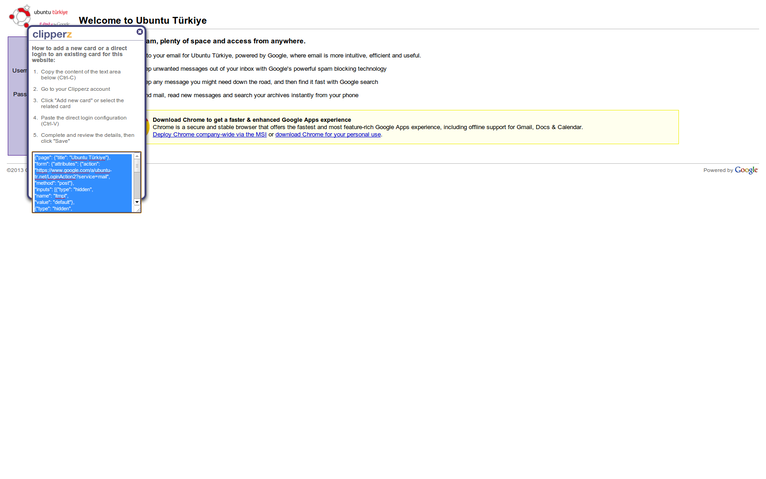 ubuntu türkiye
Welcome to Ubuntu Türkiye
clipperz
How to add a new card or a direct
login to an existing card for this
website:
1. Copy the content of the text area
below (Ctrl-C)
2. Go to your Clipperz account
3. Click "Add new card" or select the
related card
4. Paste the direct login configuration
(Ctrl-V)
5. Complete and review the details, then
click "Save"
{"page": {"title": "Ubuntu Türkiye"},
"form": {"attributes": {"action":
"https://www.google.com/a/ubuntu-
tr.net/LoginAction2?service=mail",
"method": "post"},
"inputs": [{"type": "hidden",
"name": "ltmpl",
"value": "default"},
{"type": "hidden",
Usern
Pass
am, plenty of space and access from anywhere.
to your email for Ubuntu Türkiye, powered by Google, where email is more intuitive, efficient and useful.
ep unwanted messages out of your inbox with Google's powerful spam blocking technology
ep any message you might need down the road, and then find it fast with Google search
nd mail, read new messages and search your archives instantly from your phone
Download Chrome to get a faster & enhanced Google Apps experience
Chrome is a secure and stable browser that offers the fastest and most feature-rich Google Apps experience, including offline support for Gmail, Docs & Calendar.
Deploy Chrome company-wide via the MSI or download Chrome for your personal use.
©2013
Powered by Google